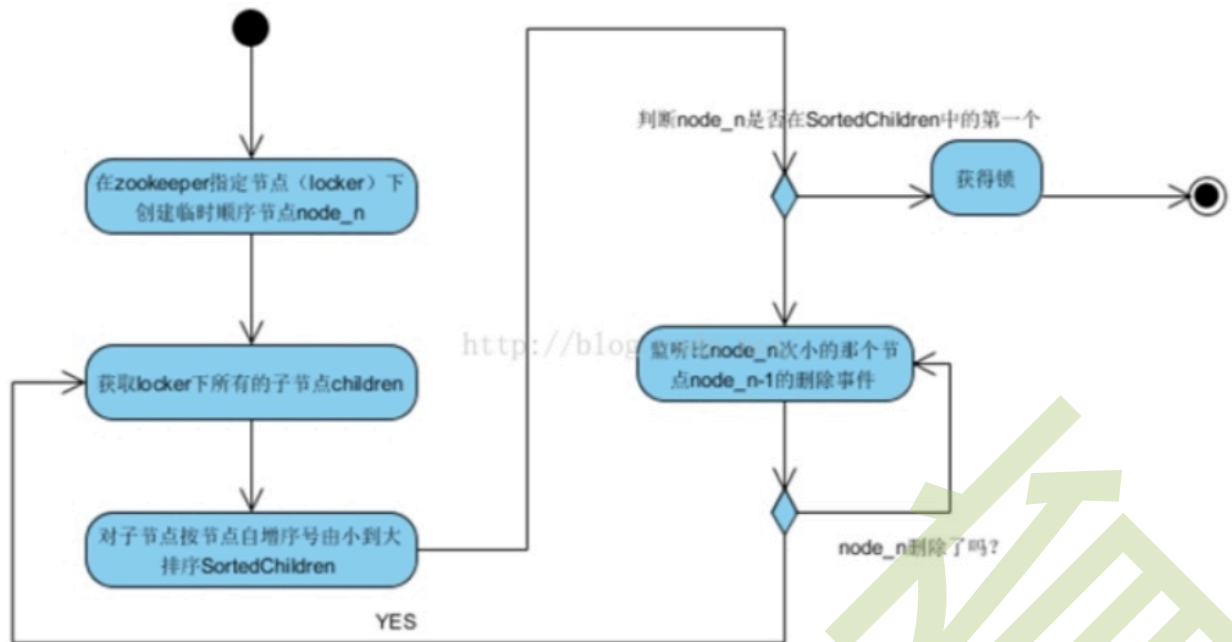 在zookeeper指定节点（locker）下
创建临时顺序节点node_n
获取locker下所有的子节点children
对子节点按节点自增序号由小到大
排序SortedChildren
YES
判断node_n是否在SortedChildren中的第一个
获得锁
http://blog
监听比node_n次小的那个节
点node_n-1的删除事件
node_n删除了吗?